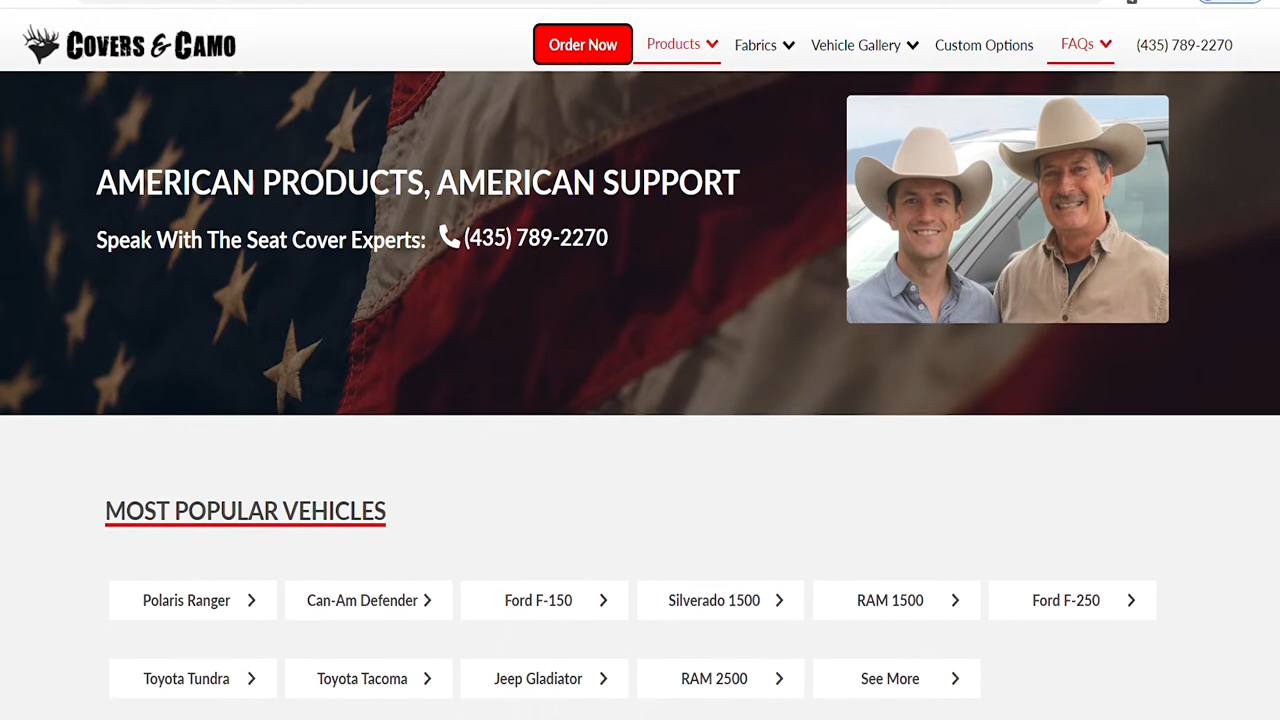 COVERS & CAMO
Order Now
Products
Fabrics
Vehicle Gallery
Custom Options
FAQs
(435) 789-2270
AMERICAN PRODUCTS, AMERICAN SUPPORT
Speak With The Seat Cover Experts: (435) 789-2270
MOST POPULAR VEHICLES
Polaris Ranger
Can-Am Defender
Ford F-150
Silverado 1500
RAM 1500
Ford F-250
Toyota Tundra
Toyota Tacoma
Jeep Gladiator
RAM 2500
See More